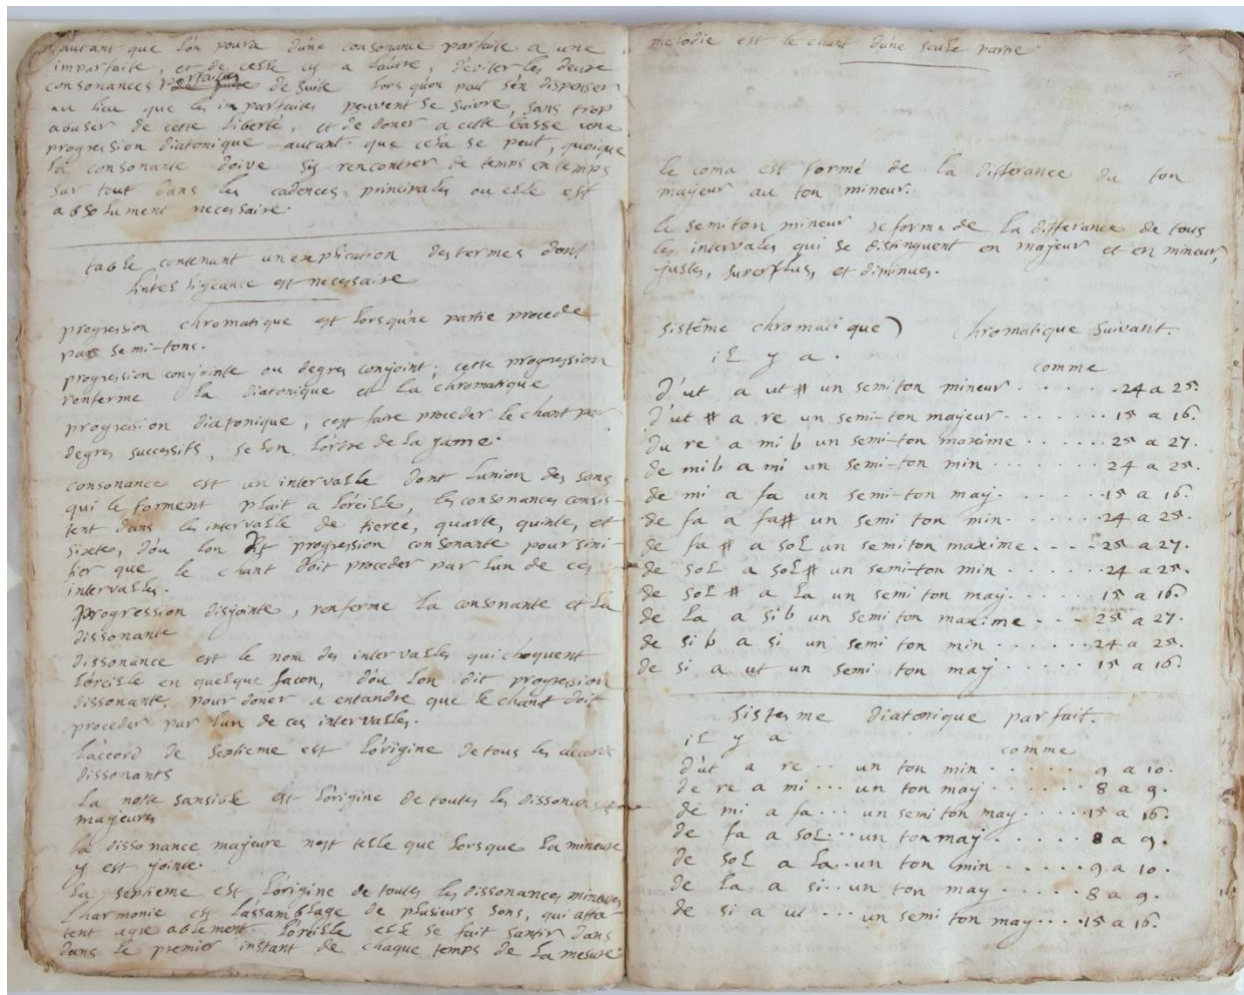 d'autant que l'on poura d'une consonance parfaite a une
imparfaite, et de celle cy a l'autre, d'eviter les deux
consonances parfaites de suite lors qu'on peut s'en dispenser
au lieu que les imparfaites peuvent se suivre, sans trop
abuser de cette liberté, et de doner a cette basse une
progression diatonique autant que cela se peut, quoique
la consonante doive s'y rencontrer de temps en temps
sur tout dans les cadences principales ou elle est
absolument necessaire.
table contenant un explication des termes dont
l'intelligeance est necessaire
progression chromatique est lorsqu'une partie procede
par semi-tons.
progression conjointe ou degres conjoint; cette progression
renferme la diatonique et la chromatique
progression diatonique, c'est faire proceder le chant par
degres successifs, selon l'ordre de la game.
consonance est un intervalle dont l'union des sons
qui le forment plait a l'oreille, les consonances consis-
tent dans les intervalle de tierce, quarte, quinte, et
sixte, d'ou l'on dit progression consonante pour sini-
fier que le chant doit proceder par l'un de ces
intervalles.
Progression disjointe, renferme la consonante et la
dissonante
dissonance est le nom des intervalles qui choquent
l'oreille en quelque façon, d'ou l'on dit progression
dissonante, pour doner a entandre que le chant doit
proceder par l'un de ces intervalles.
l'accord de septieme est l'origine de tous les accords
dissonants
la note sansible est l'origine de toutes les dissonances
majeures
la dissonance majeure n'est telle que lorsque la mineure
y est jointe.
la septieme est l'origine de toutes les dissonances mineures
l'harmonie est l'assamblage de plusieurs sons, qui affe-
tent agreablement l'oreille elle se fait santir dans
dans le premier instant de chaque temps de la mesure
melodie est le chant d'une seule partie.
le coma est formé de la differance du ton
majeur au ton mineur.
le semiton mineur se forme de la differance de tous
les intervales qui se distinguent en majeur et en mineur,
justes, superflus, et diminues.
sistême chromatique) chromatique suivant.
il y a.
comme
D'ut a ut # un semiton mineur . . . . . 24 a 25.
D'ut # a re un semi-ton majeur . . . . . 15 a 16.
du re a mi b un semi-ton maxime . . . . . 25 a 27.
de mi b a mi un semi-ton min . . . . . 24 a 25.
de mi a fa un semi-ton maj. . . . . . 15 a 16.
de fa a fa# un semi ton min . . . . . 24 a 25.
de fa # a sol un semiton maxime . . . . 25 a 27.
de sol a sol # un semi-ton min . . . . . 24 a 25.
de sol # a la un semi ton maj. . . . . 15 a 16.
de la a si b un semi ton maxime . . . 25 a 27.
de si b a si un semi ton min . . . . . 24 a 25.
de si a ut un semi ton maj . . . . . 15 a 16.
sisteme diatonique parfait.
il y a
comme
d'ut a re . . un ton min . . . . . 9 a 10.
de re a mi . . . un ton maj . . . . . 8 a 9.
de mi a fa . . . un semi ton maj . . . . 15 a 16.
de fa a sol . . . un ton maj . . . . . 8 a 9.
de sol a la . . un ton min . . . . . 9 a 10.
de la a si . . un ton maj . . . . . 8 a 9.
de si a ut . . . un semi ton maj . . . . 15 a 16.